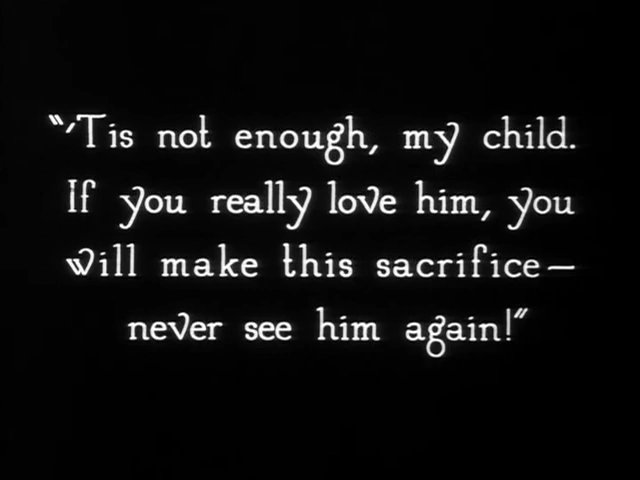 "'Tis not enough, my child.
If you really love him, you
will make this sacrifice—
never see him again!"